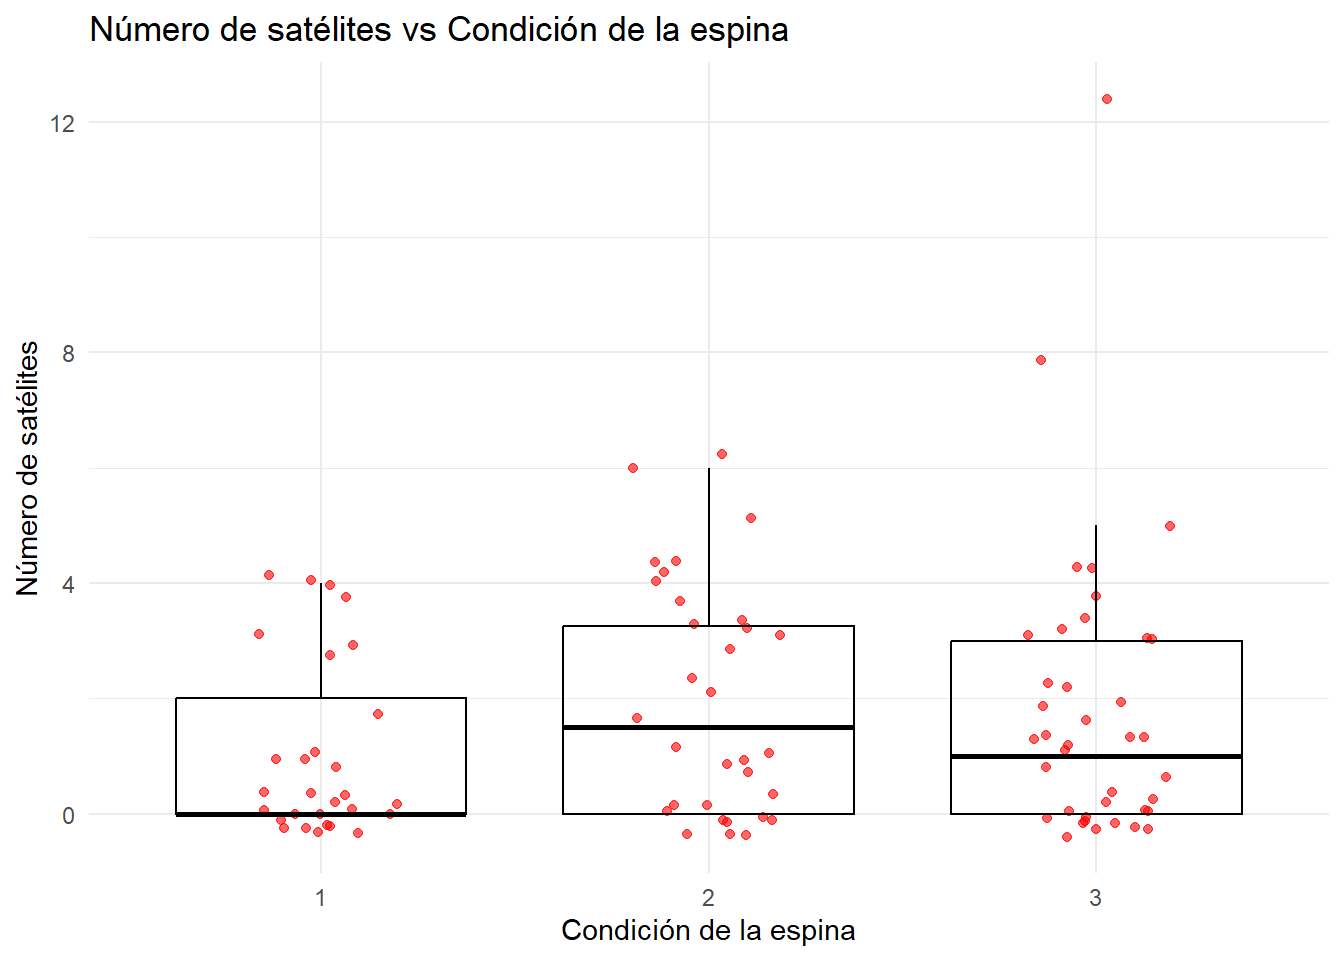 Número de satélites vs Condición de la espina
Número de satélites
12
8
4
0
1 2 3
Condición de la espina